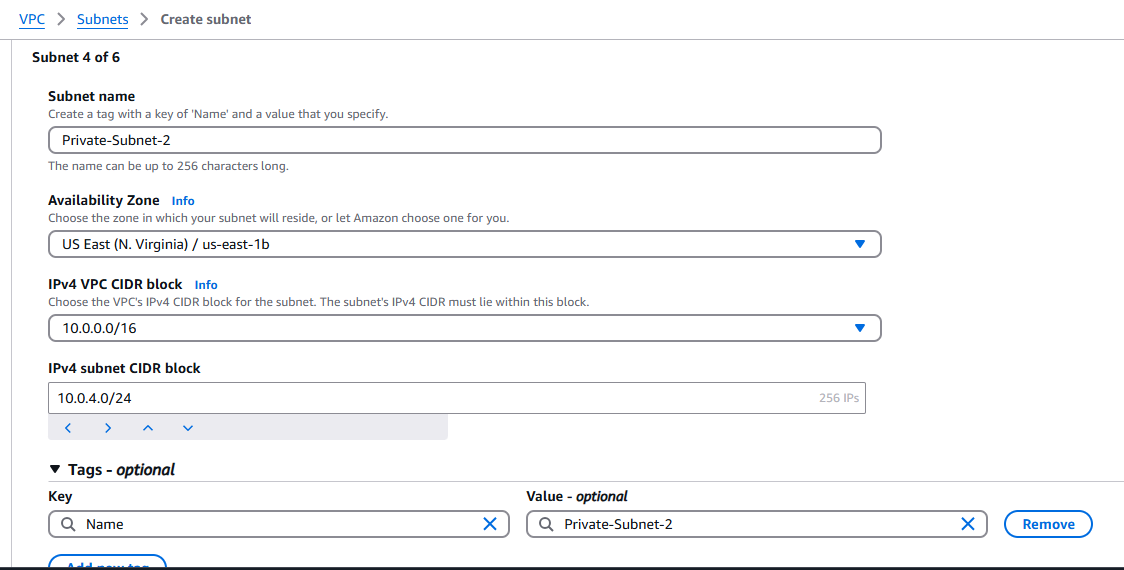 VPC > Subnets > Create subnet
Subnet 4 of 6
Subnet name
Create a tag with a key of 'Name' and a value that you specify.
Private-Subnet-2
The name can be up to 256 characters long.
Availability Zone Info
Choose the zone in which your subnet will reside, or let Amazon choose one for you.
US East (N. Virginia) / us-east-1b
IPv4 VPC CIDR block Info
Choose the VPC's IPv4 CIDR block for the subnet. The subnet's IPv4 CIDR must lie within this block.
10.0.0.0/16
IPv4 subnet CIDR block
10.0.4.0/24 256 IPs
Tags - optional
Key Value - optional
Name Private-Subnet-2 Remove
Add new tag